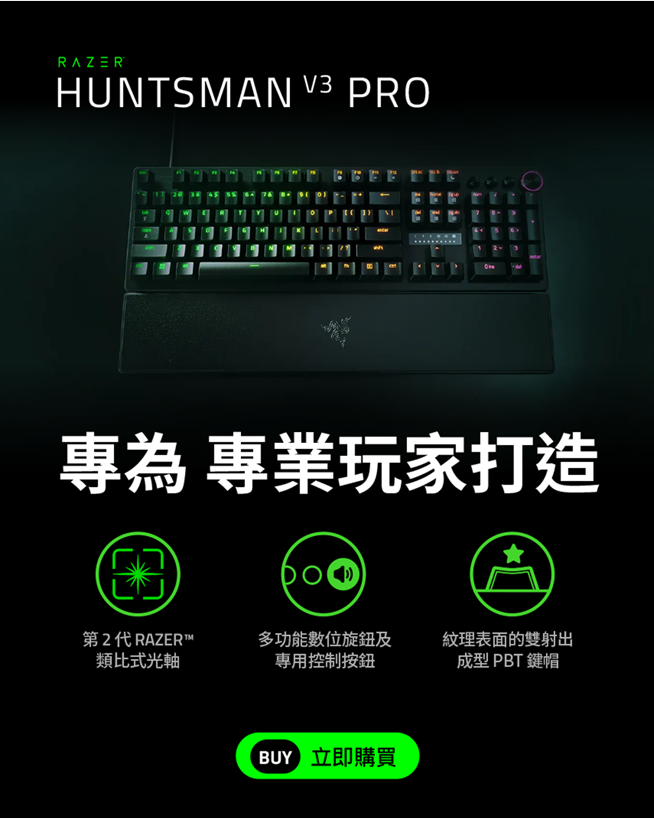 RAZER
HUNTSMAN V3 PRO
專為 專業玩家打造
第 2 代 RAZER™
類比式光軸
多功能數位旋鈕及
專用控制按鈕
紋理表面的雙射出
成型 PBT 鍵帽
BUY 立即購買